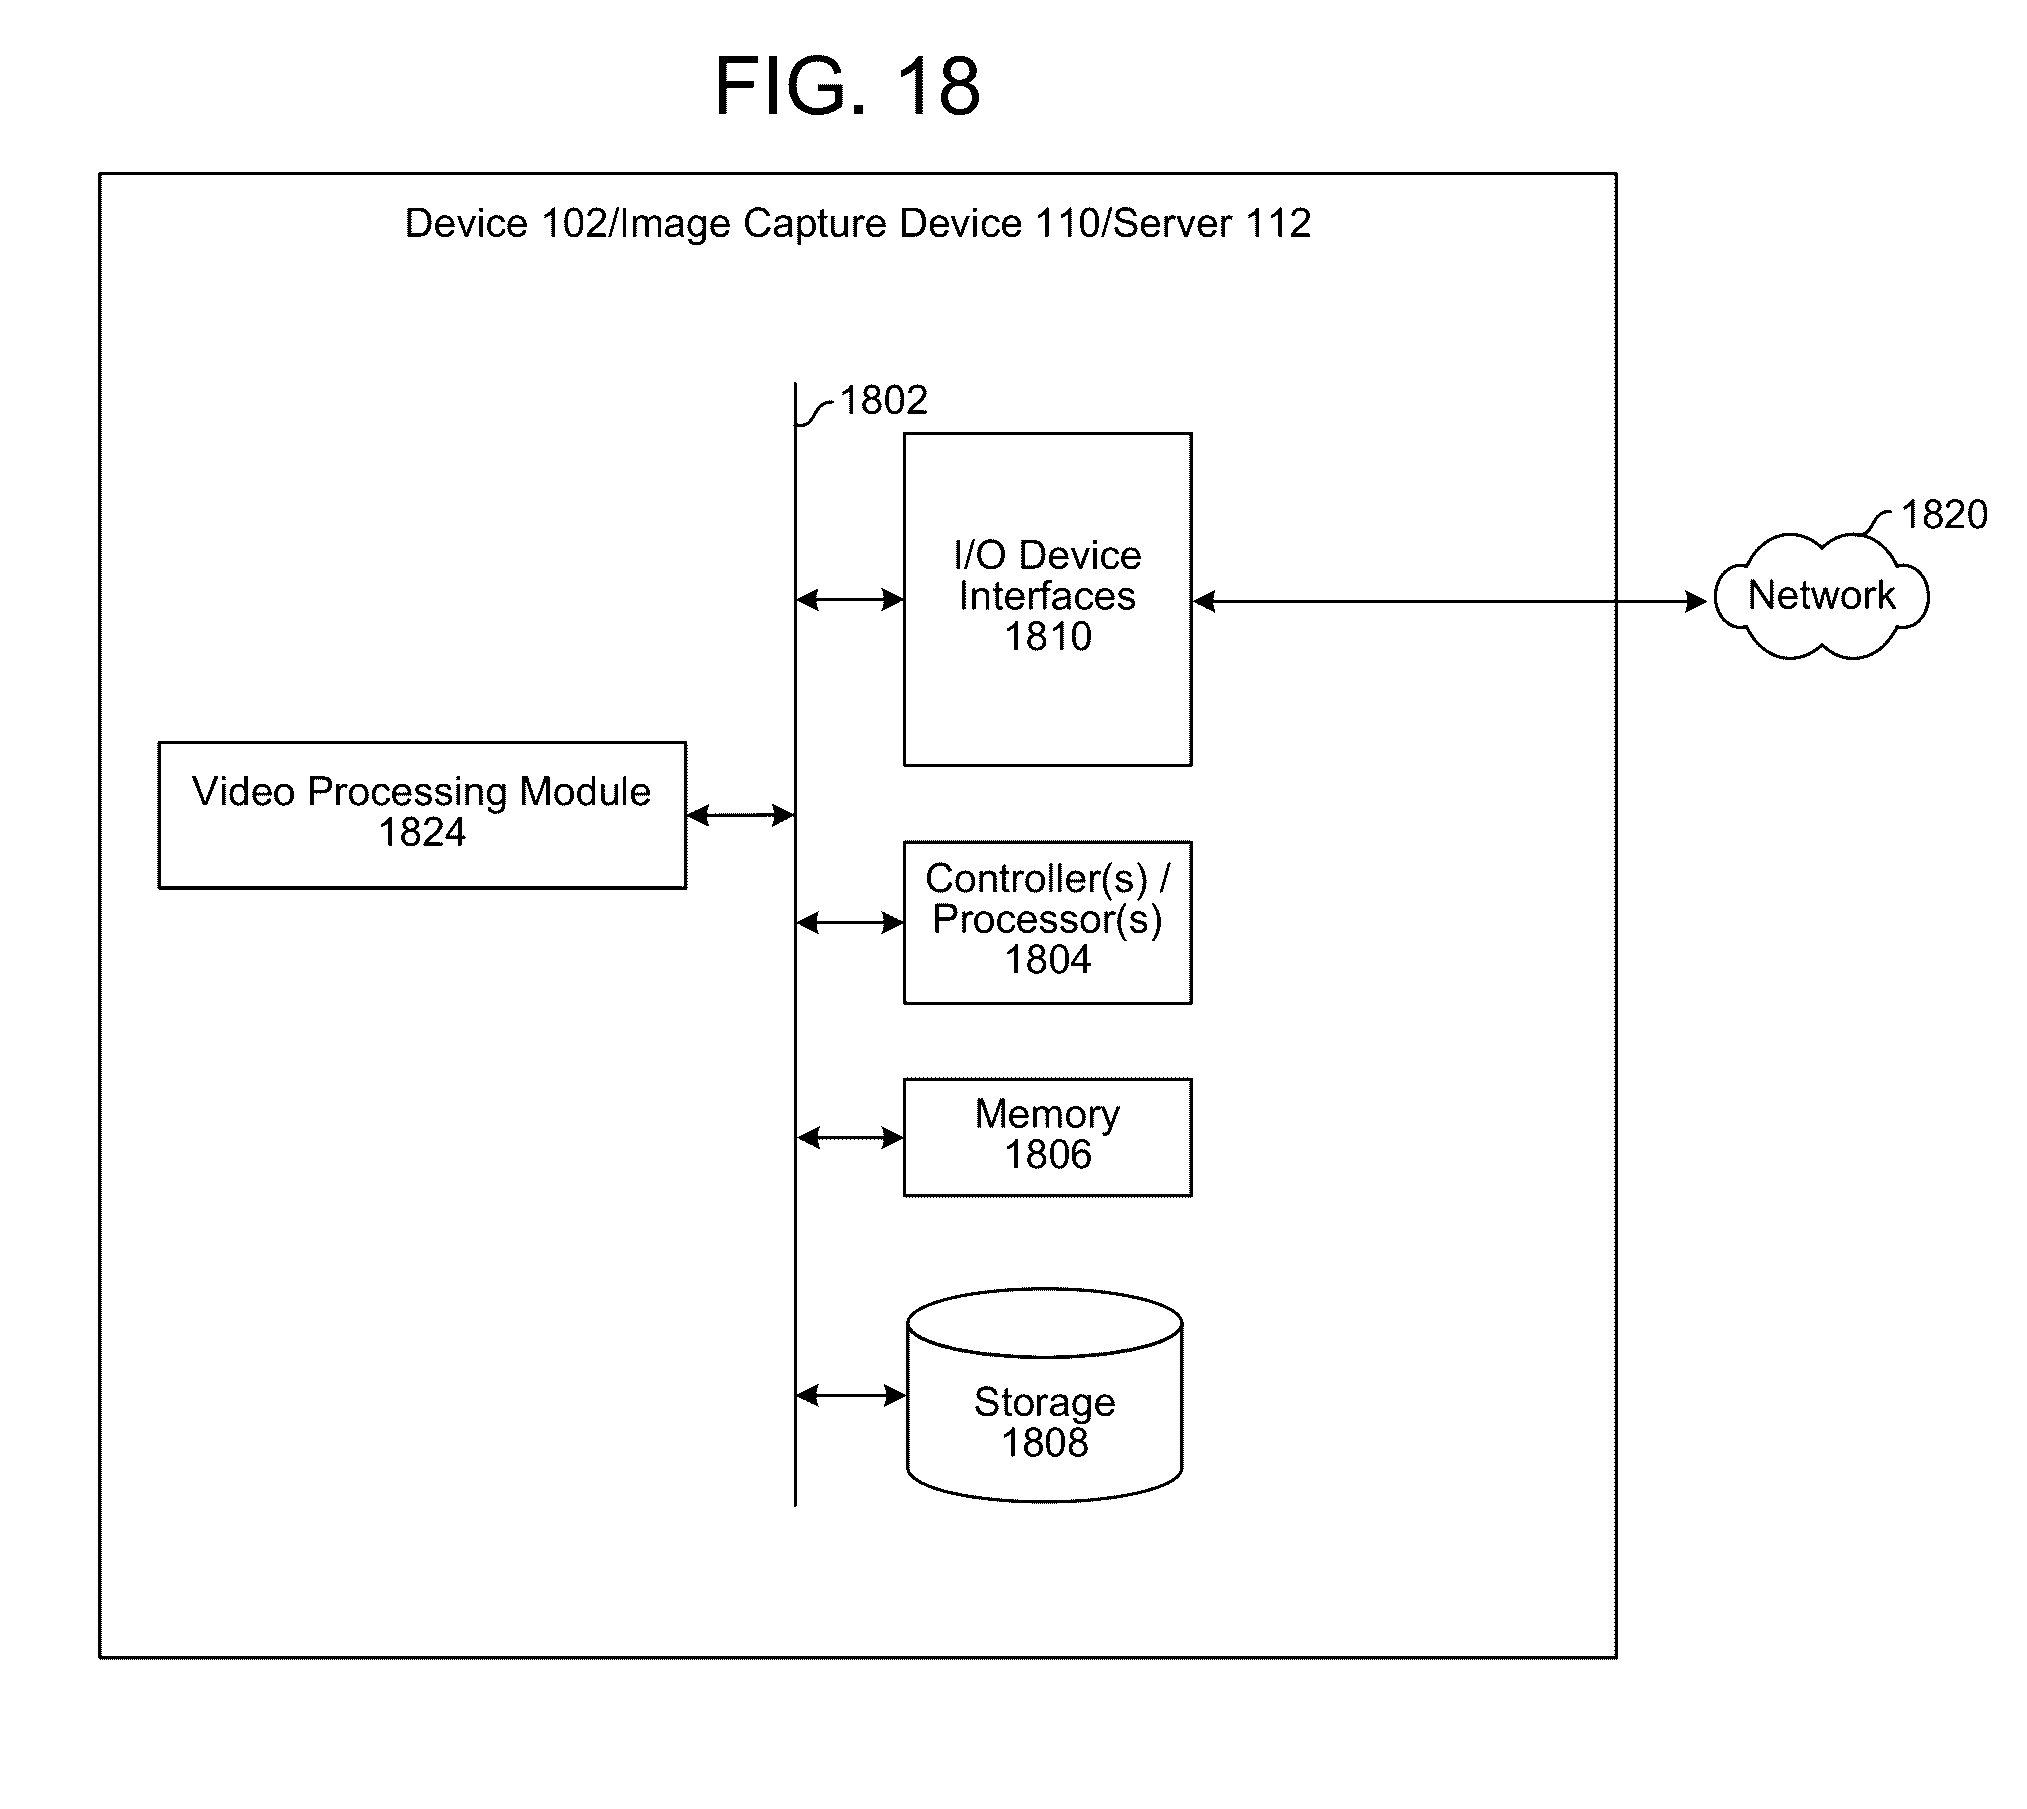 FIG. 18
Device 102/Image Capture Device 110/Server 112
1802
I/O Device
Interfaces
1810
1820
Network
Video Processing Module
1824
Controller(s) /
Processor(s)
1804
Memory
1806
Storage
1808